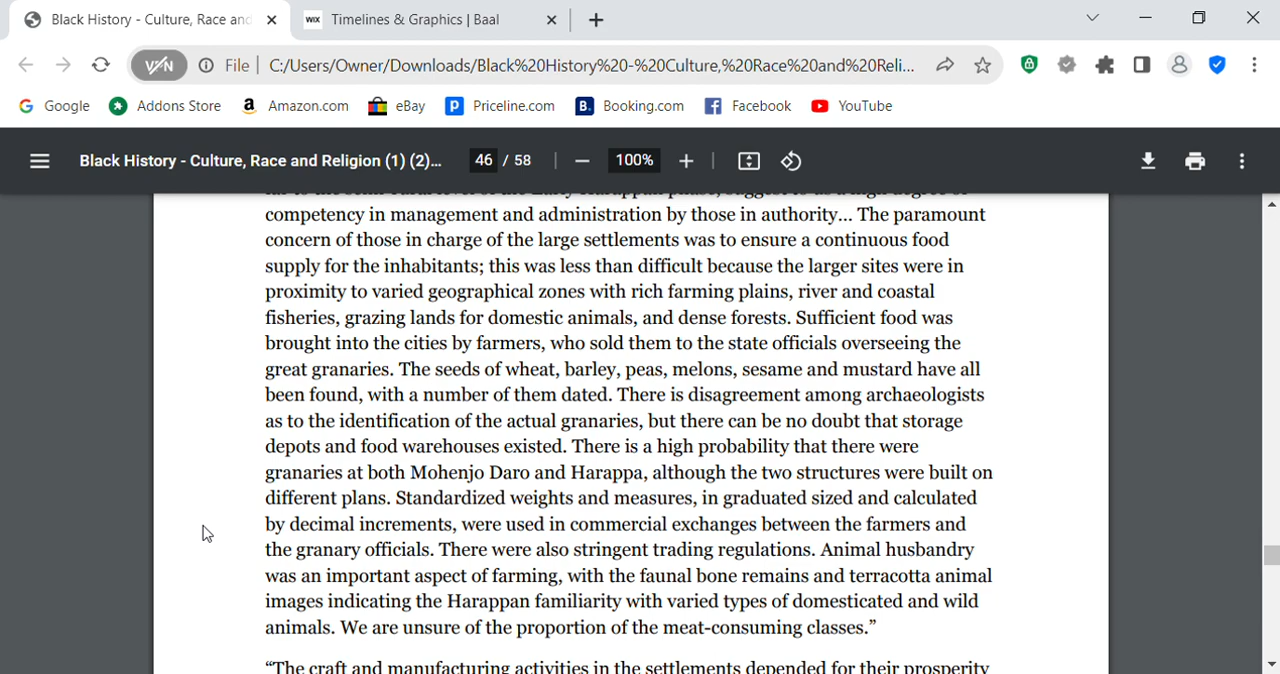 Black History - Culture, Race and
Timelines & Graphics | Baal
VPN File C:/Users/Owner/Downloads/Black%20History%20-%20Culture,%20Race%20and%20Reli...
Google Addons Store Amazon.com eBay Priceline.com Booking.com Facebook YouTube
Black History - Culture, Race and Religion (1) (2)... 46 / 58 100%
competency in management and administration by those in authority... The paramount
concern of those in charge of the large settlements was to ensure a continuous food
supply for the inhabitants; this was less than difficult because the larger sites were in
proximity to varied geographical zones with rich farming plains, river and coastal
fisheries, grazing lands for domestic animals, and dense forests. Sufficient food was
brought into the cities by farmers, who sold them to the state officials overseeing the
great granaries. The seeds of wheat, barley, peas, melons, sesame and mustard have all
been found, with a number of them dated. There is disagreement among archaeologists
as to the identification of the actual granaries, but there can be no doubt that storage
depots and food warehouses existed. There is a high probability that there were
granaries at both Mohenjo Daro and Harappa, although the two structures were built on
different plans. Standardized weights and measures, in graduated sized and calculated
by decimal increments, were used in commercial exchanges between the farmers and
the granary officials. There were also stringent trading regulations. Animal husbandry
was an important aspect of farming, with the faunal bone remains and terracotta animal
images indicating the Harappan familiarity with varied types of domesticated and wild
animals. We are unsure of the proportion of the meat-consuming classes.”
“The craft and manufacturing activities in the settlements depended for their prosperity